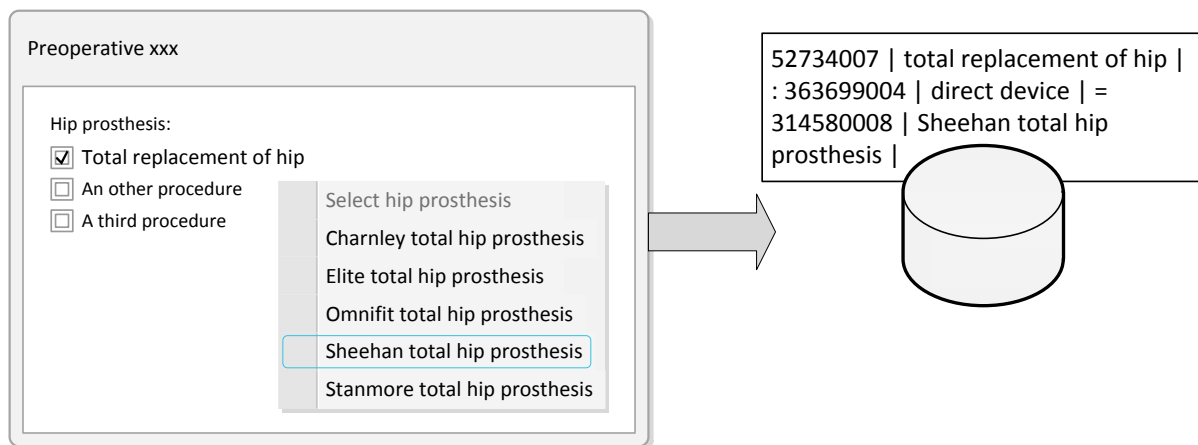 Preoperative xxx
Hip prosthesis:
Total replacement of hip
An other procedure
A third procedure
Select hip prosthesis
Charnley total hip prosthesis
Elite total hip prosthesis
Omnifit total hip prosthesis
Sheehan total hip prosthesis
Stanmore total hip prosthesis
52734007 | total replacement of hip |
: 363699004 | direct device | =
314580008 | Sheehan total hip
prosthesis |